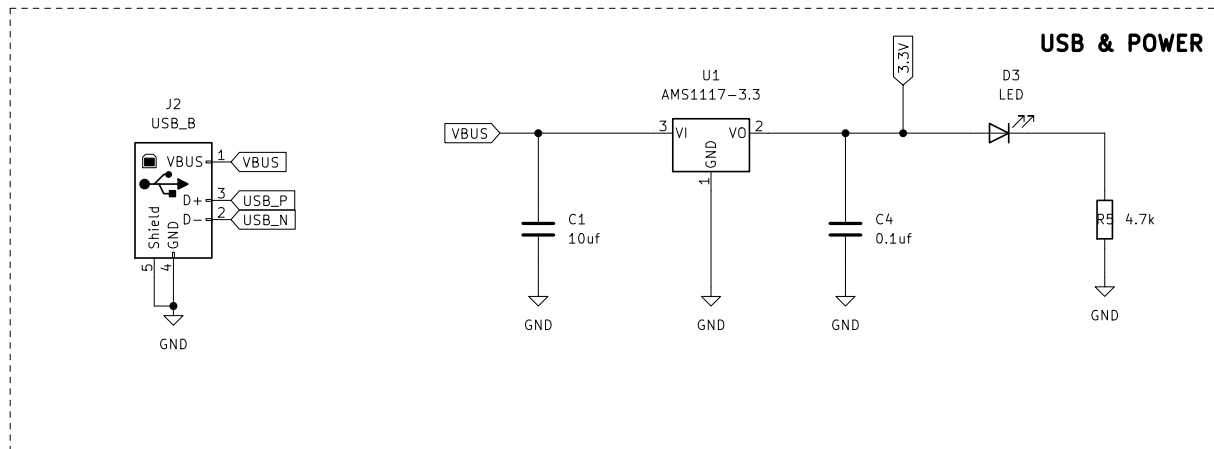 USB & POWER
J2
USB_B
VBUS 1 VBUS
D+ 3 USB_P
D- 2 USB_N
Shield
GND
5
4
GND
VBUS
C1
10uf
GND
U1
AMS1117-3.3
3 VI VO 2
GND
1
GND
3.3V
C4
0.1uf
GND
D3
LED
R5 4.7k
GND